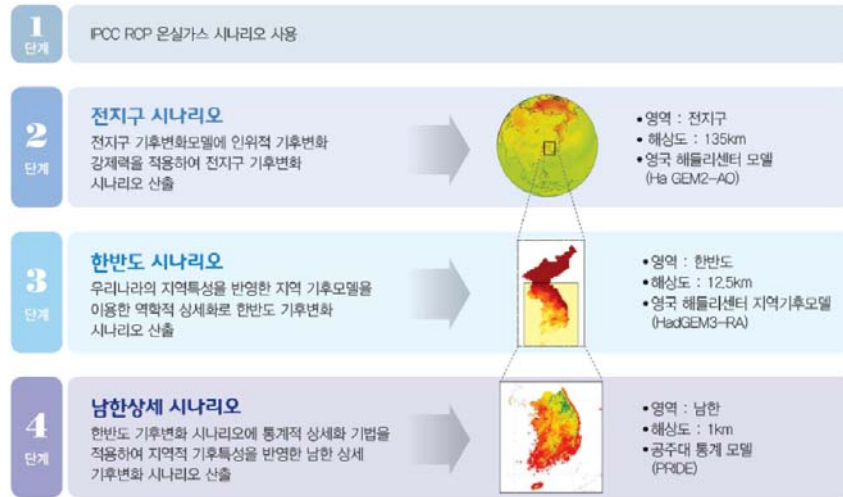 1
단계
IPCC RCP 온실가스 시나리오 사용
2
단계
전지구 시나리오
전지구 기후변화모델에 인위적 기후변화
강제력을 적용하여 전지구 기후변화
시나리오 산출
•영역 : 전지구
•해상도 : 135km
•영국 해들리센터 모델
(Ha GEM2-AO)
3
단계
한반도 시나리오
우리나라의 지역특성을 반영한 지역 기후모델을
이용한 역학적 상세화로 한반도 기후변화
시나리오 산출
•영역 : 한반도
•해상도 : 12.5km
•영국 해들리센터 지역기후모델
(HadGEM3-RA)
4
단계
남한상세 시나리오
한반도 기후변화 시나리오에 통계적 상세화 기법을
적용하여 지역적 기후특성을 반영한 남한 상세
기후변화 시나리오 산출
•영역 : 남한
•해상도 : 1km
•공주대 통계 모델
(PRIDE)